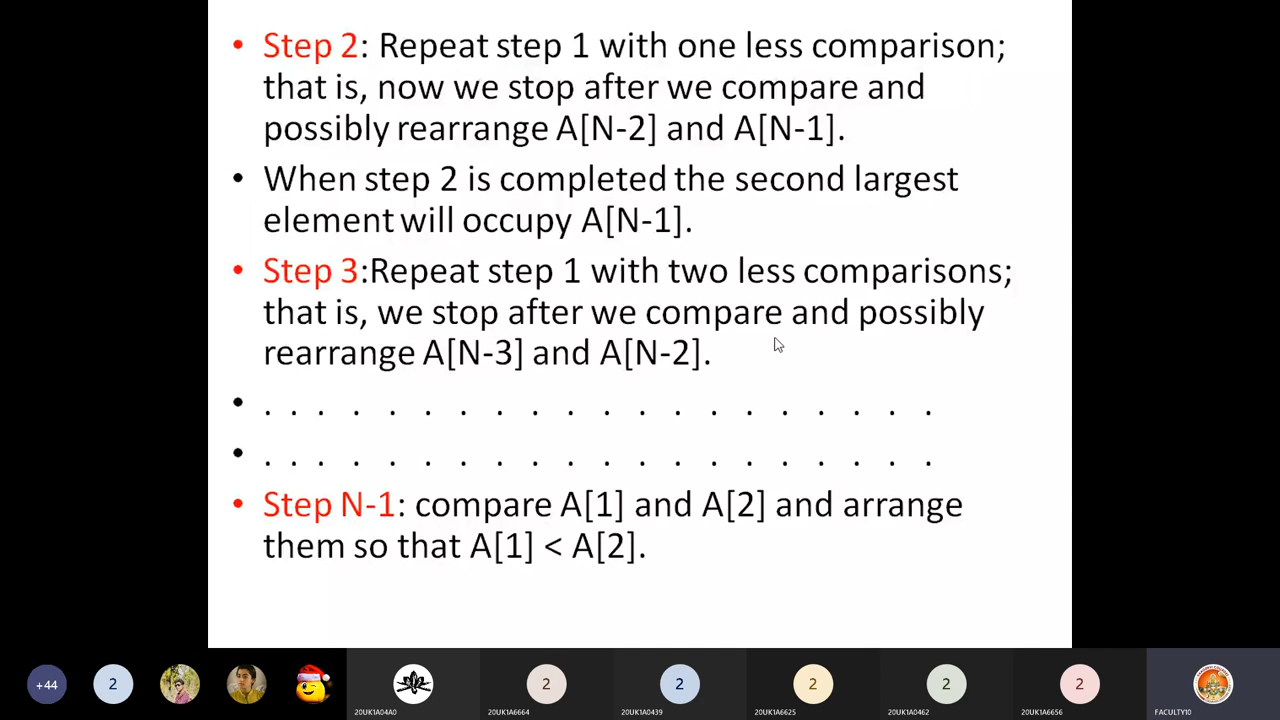 • Step 2: Repeat step 1 with one less comparison;
that is, now we stop after we compare and
possibly rearrange A[N-2] and A[N-1].
• When step 2 is completed the second largest
element will occupy A[N-1].
• Step 3:Repeat step 1 with two less comparisons;
that is, we stop after we compare and possibly
rearrange A[N-3] and A[N-2].
• . . . . . . . . . . . . . . . . . . . .
• . . . . . . . . . . . . . . . . . . . .
• Step N-1: compare A[1] and A[2] and arrange
them so that A[1] < A[2].
+44 2 2 2 2 2 2
20UK1A04A0 20UK1A6664 20UK1A0439 20UK1A6625 20UK1A0462 20UK1A6656 FACULTY10